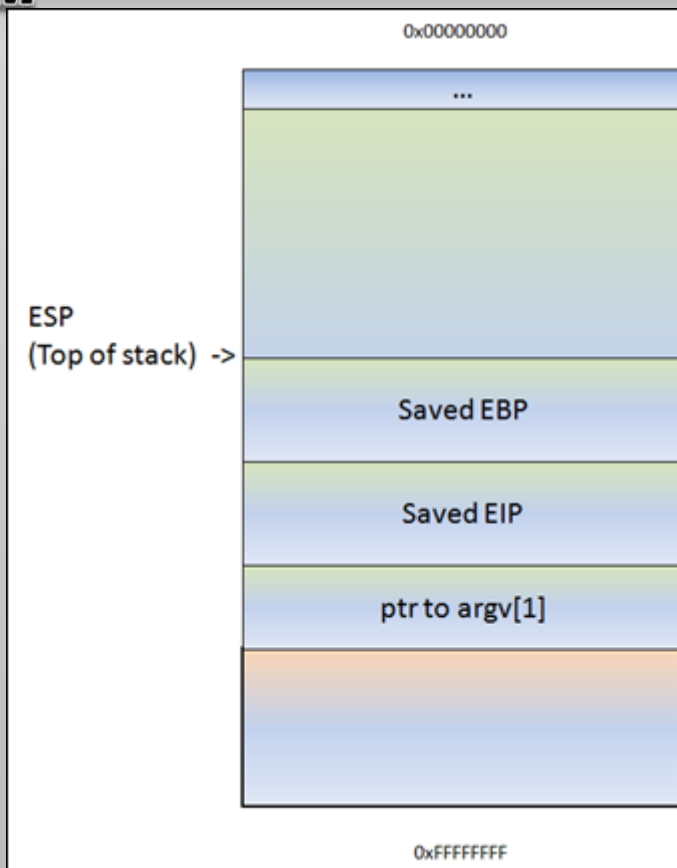 0x00000000
...
ESP
(Top of stack) ->
Saved EBP
Saved EIP
ptr to argv[1]
0xFFFFFFFF